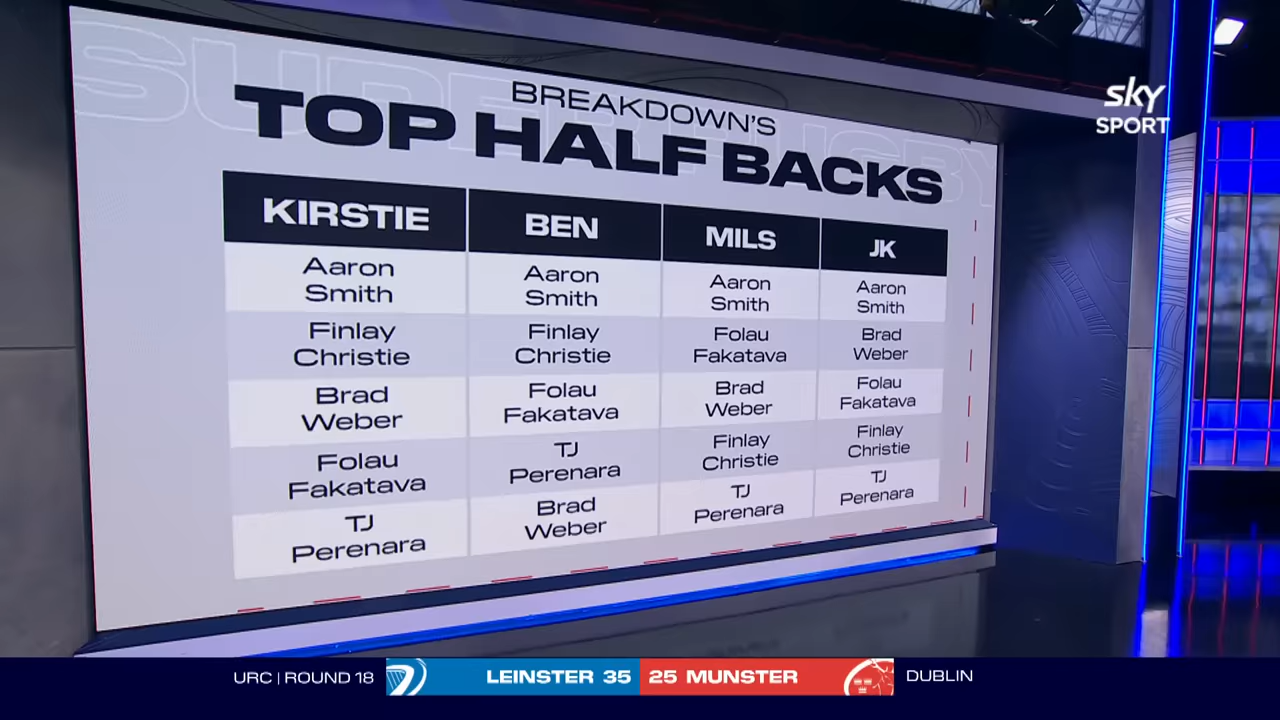 SUPER RUGBY
BREAKDOWN'S
TOP HALF BACKS
sky
SPORT
KIRSTIE BEN MILS JK
Aaron Smith Aaron Smith Aaron Smith Aaron Smith
Finlay Christie Finlay Christie Folau Fakatava Brad Weber
Brad Weber Folau Fakatava Brad Weber Folau Fakatava
Folau Fakatava TJ Perenara Finlay Christie Finlay Christie
TJ Perenara Brad Weber TJ Perenara TJ Perenara
URC | ROUND 18 LEINSTER 35 25 MUNSTER DUBLIN